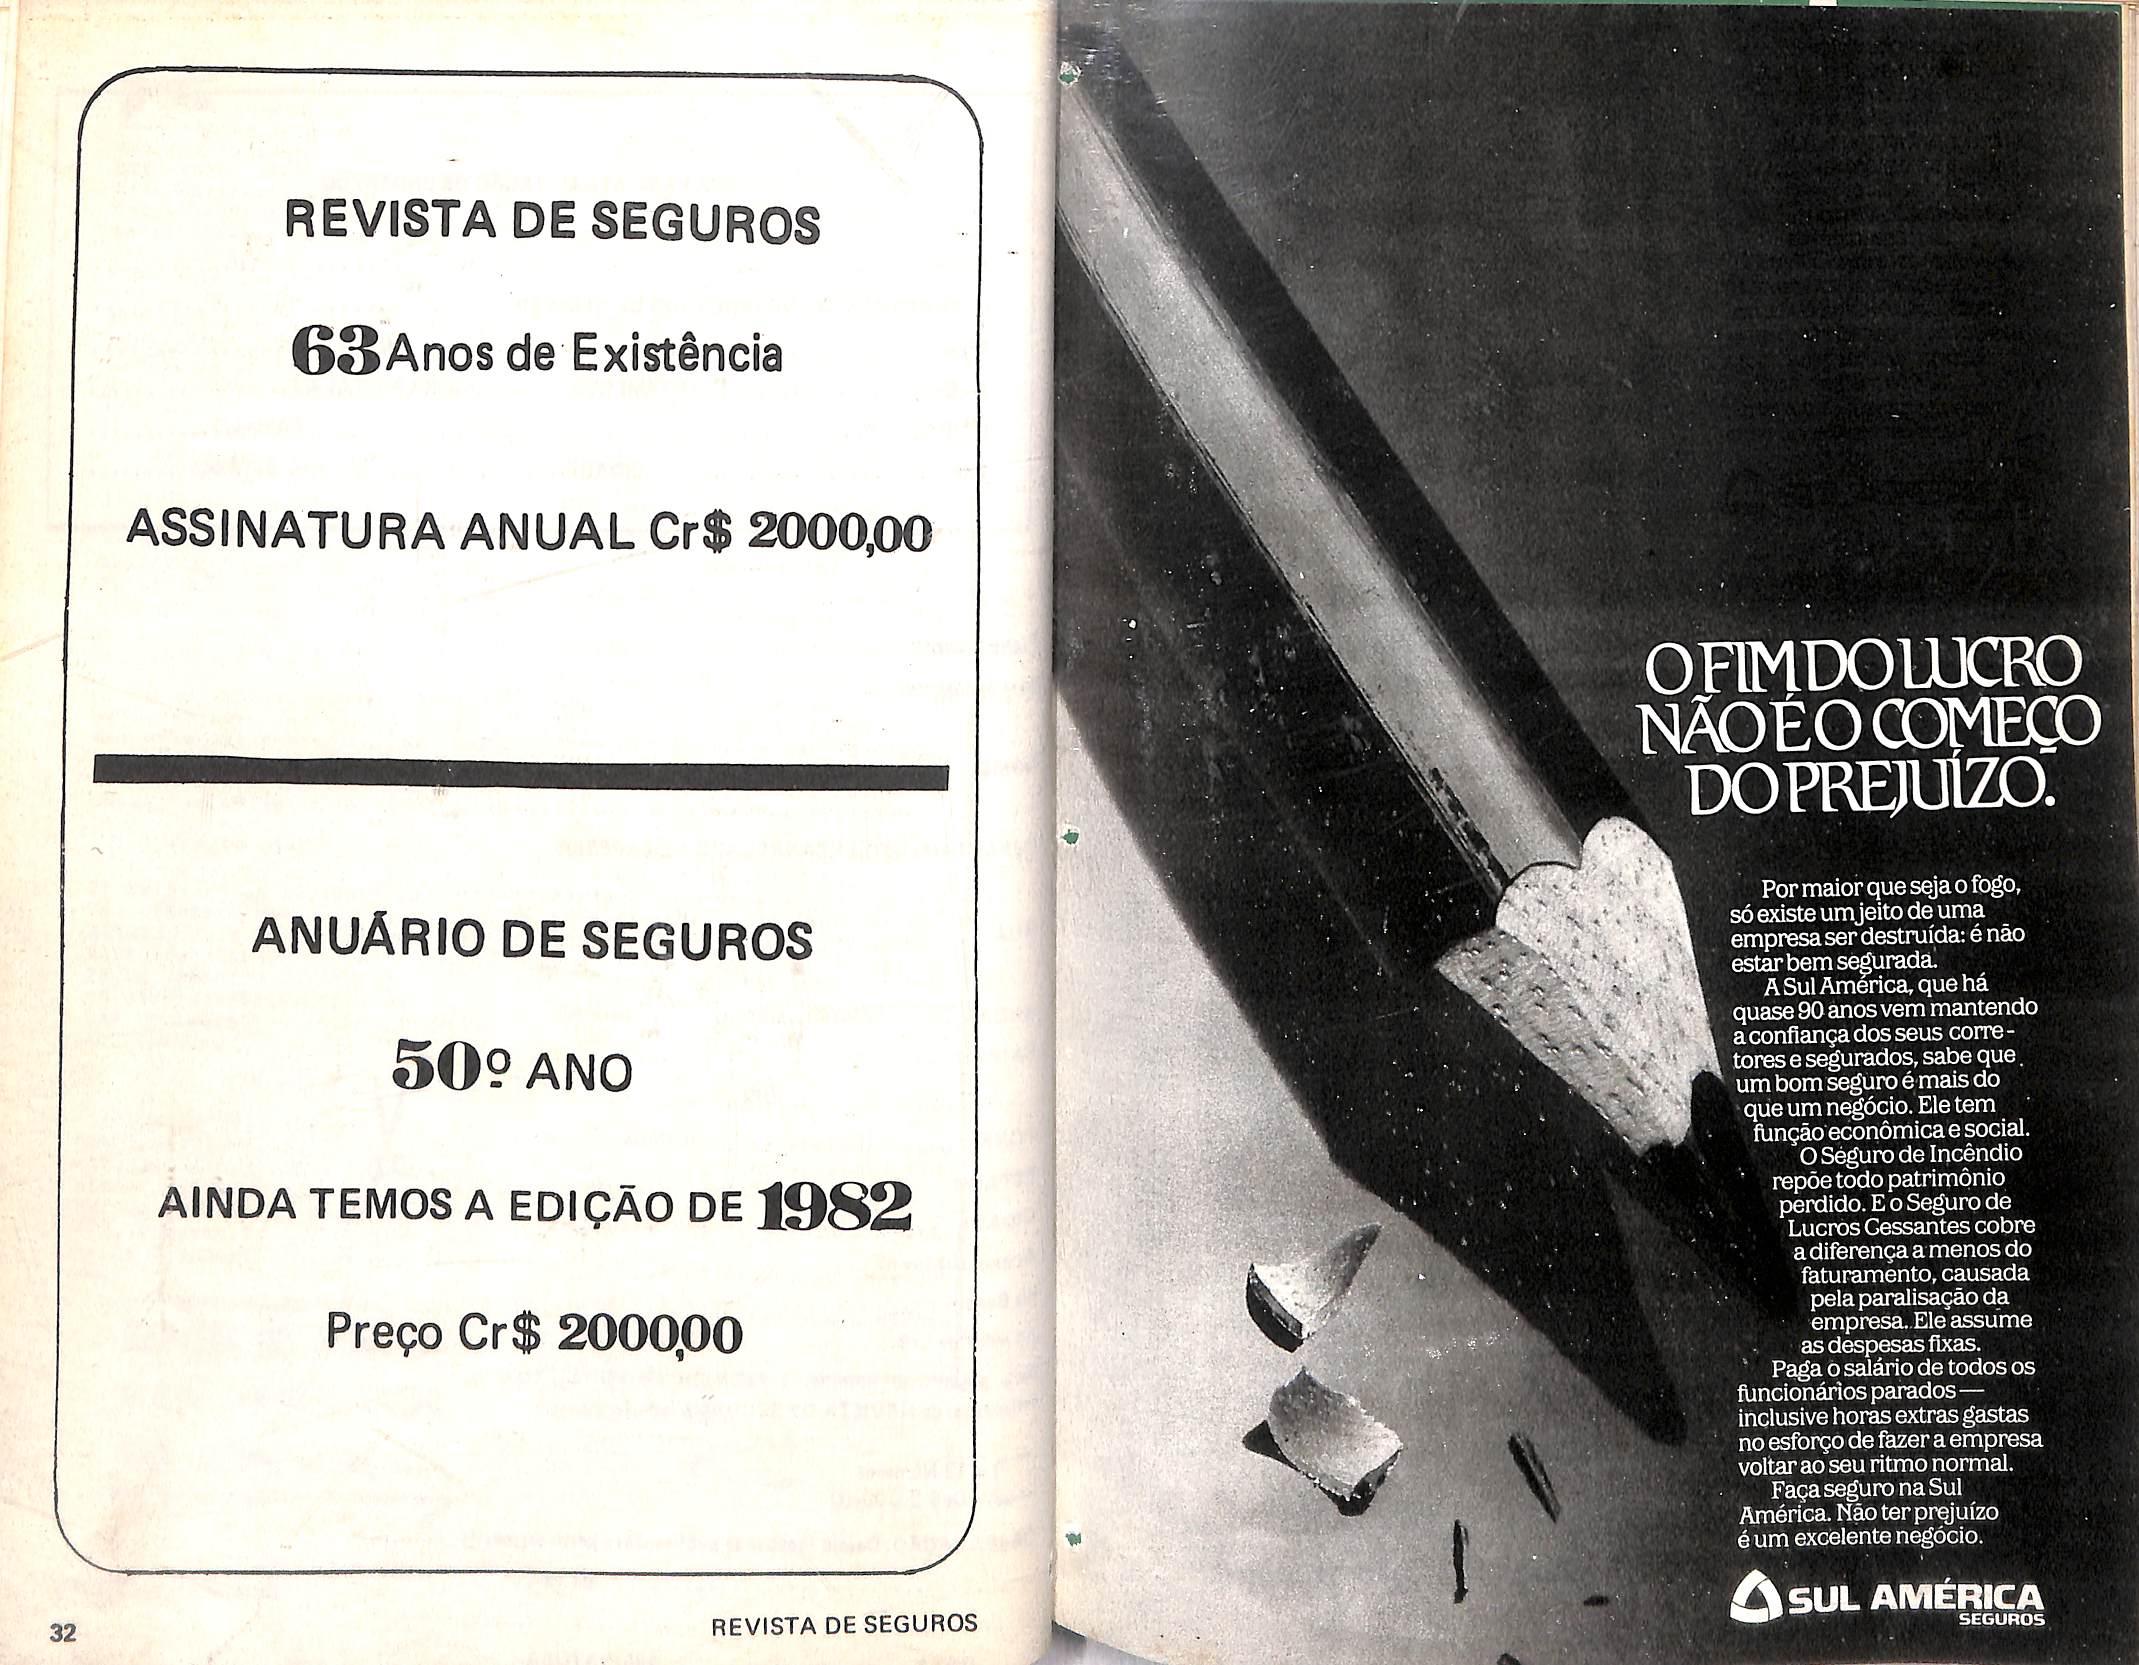 REVISTA DE SEGUROS
63 Anos de Existência
ASSINATURA ANUAL Cr$ 2000,00
ANUÁRIO DE SEGUROS
50º ANO
AINDA TEMOS A EDIÇÃO DE 1982
Preço Cr$ 2000,00
32
REVISTA DE SEGUROS
O FIM DO LUCRO
NÃO É O COMEÇO
DO PREJUÍZO.
Por maior que seja o fogo,
só existe um jeito de uma
empresa ser destruída: é não
estar bem segurada.
A Sul América, que há
quase 90 anos vem mantendo
a confiança dos seus corre-
tores e segurados, sabe que
um bom seguro é mais do
que um negócio. Ele tem
função econômica e social.
O Seguro de Incêndio
repõe todo patrimônio
perdido. E o Seguro de
Lucros Cessantes cobre
a diferença a menos do
faturamento, causada
pela paralisação da
empresa. Ele assume
as despesas fixas.
Paga o salário de todos os
funcionários parados —
inclusive horas extras gastas
no esforço de fazer a empresa
voltar ao seu ritmo normal.
Faça seguro na Sul
América. Não ter prejuízo
é um excelente negócio.
SUL AMÉRICA
SEGUROS